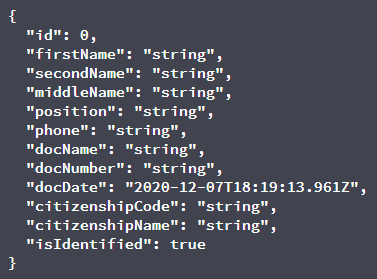 {
"id": 0,
"firstName": "string",
"secondName": "string",
"middleName": "string",
"position": "string",
"phone": "string",
"docName": "string",
"docNumber": "string",
"docDate": "2020-12-07T18:19:13.961Z",
"citizenshipCode": "string",
"citizenshipName": "string",
"isIdentified": true
}